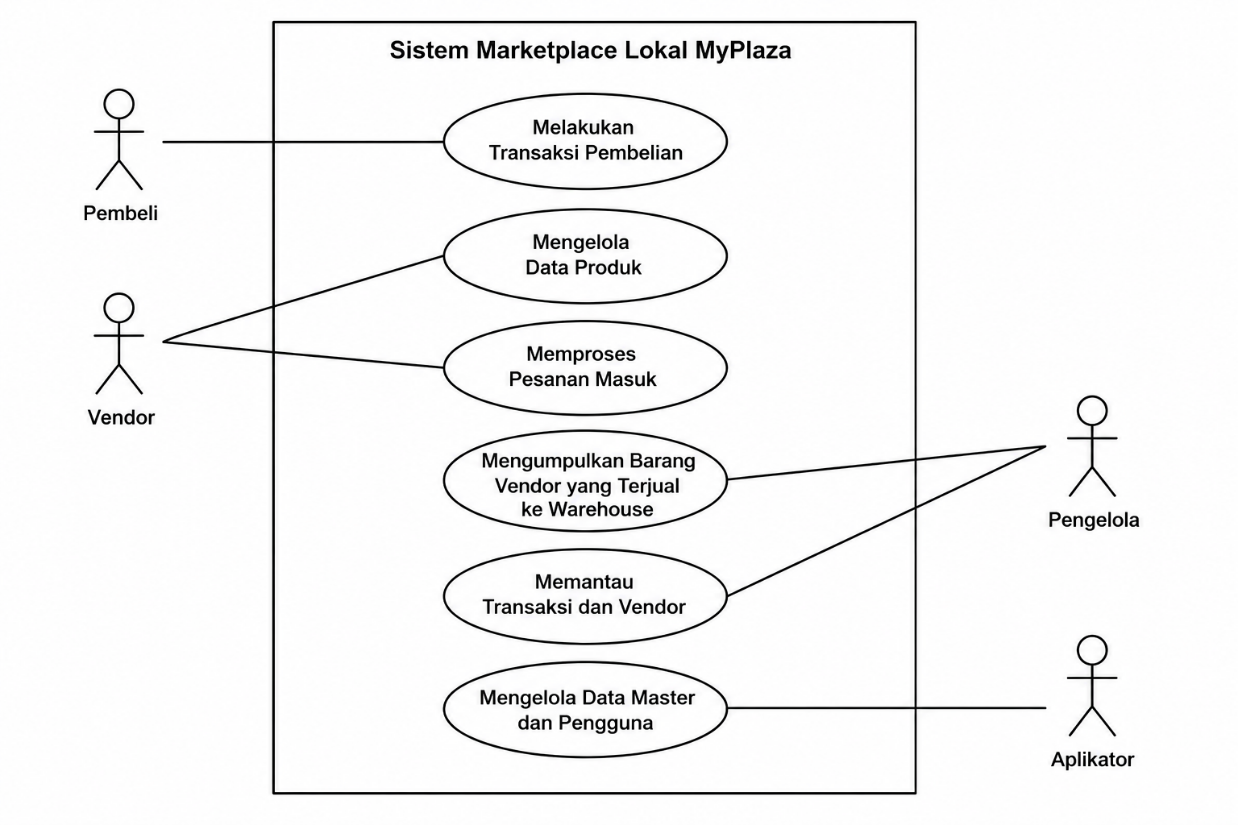 Sistem Marketplace Lokal MyPlaza
Melakukan
Transaksi Pembelian
Pembeli
Mengelola
Data Produk
Memproses
Pesanan Masuk
Vendor
Mengumpulkan Barang
Vendor yang Terjual
ke Warehouse
Pengelola
Memantau
Transaksi dan Vendor
Mengelola Data Master
dan Pengguna
Aplikator